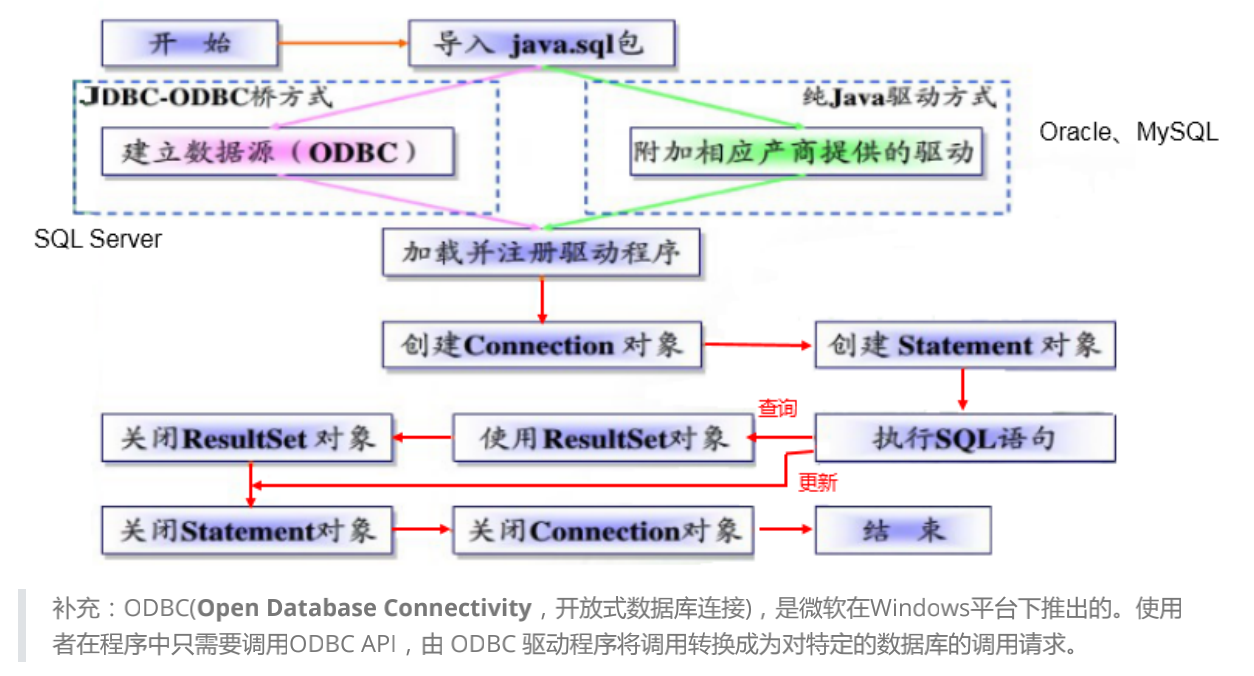 开 始
导入 java.sql包
JDBC-ODBC桥方式
纯Java驱动方式
建立数据源（ODBC）
附加相应产商提供的驱动
Oracle、MySQL
SQL Server
加载并注册驱动程序
创建Connection 对象
创建 Statement 对象
查询
关闭ResultSet 对象
使用ResultSet对象
执行SQL语句
更新
关闭Statement对象
关闭Connection对象
结 束
补充：ODBC(Open Database Connectivity，开放式数据库连接)，是微软在Windows平台下推出的。使用
者在程序中只需要调用ODBC API，由 ODBC 驱动程序将调用转换成为对特定的数据库的调用请求。